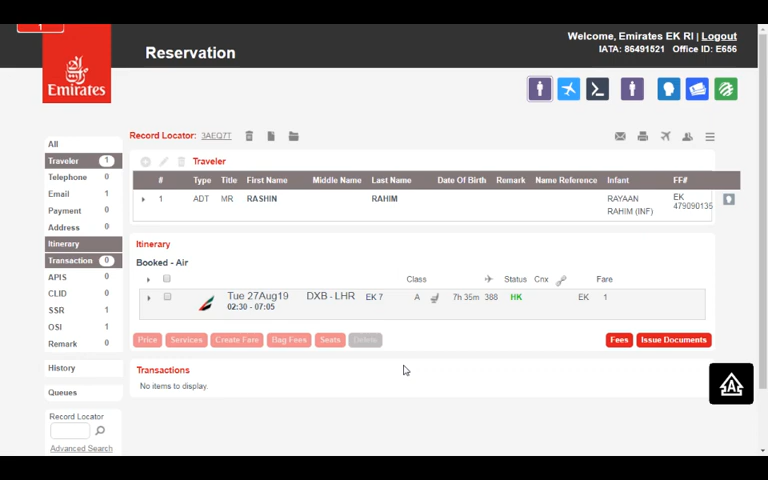 1
Welcome, Emirates EK RI | Logout
IATA: 86491521 Office ID: E656
Reservation
Emirates
Record Locator: 3AEQ7T
All
Traveler 1
Telephone 0
Email 1
Payment 0
Address 0
Itinerary
Transaction 0
APIS 0
CLID 0
SSR 1
OSI 1
Remark 0
History
Queues
Record Locator
Advanced Search
Traveler
# Type Title First Name Middle Name Last Name Date Of Birth Remark Name Reference Infant FF#
1 ADT MR RASHIN RAHIM RAYAAN RAHIM (INF) EK 479090135
Itinerary
Booked - Air
Class Status Cnx Fare
Tue 27Aug19 DXB - LHR EK 7 A 7h 35m 388 HK EK 1
02:30 - 07:05
Price Services Create Fare Bag Fees Seats Delete Fees Issue Documents
Transactions
No items to display.
A